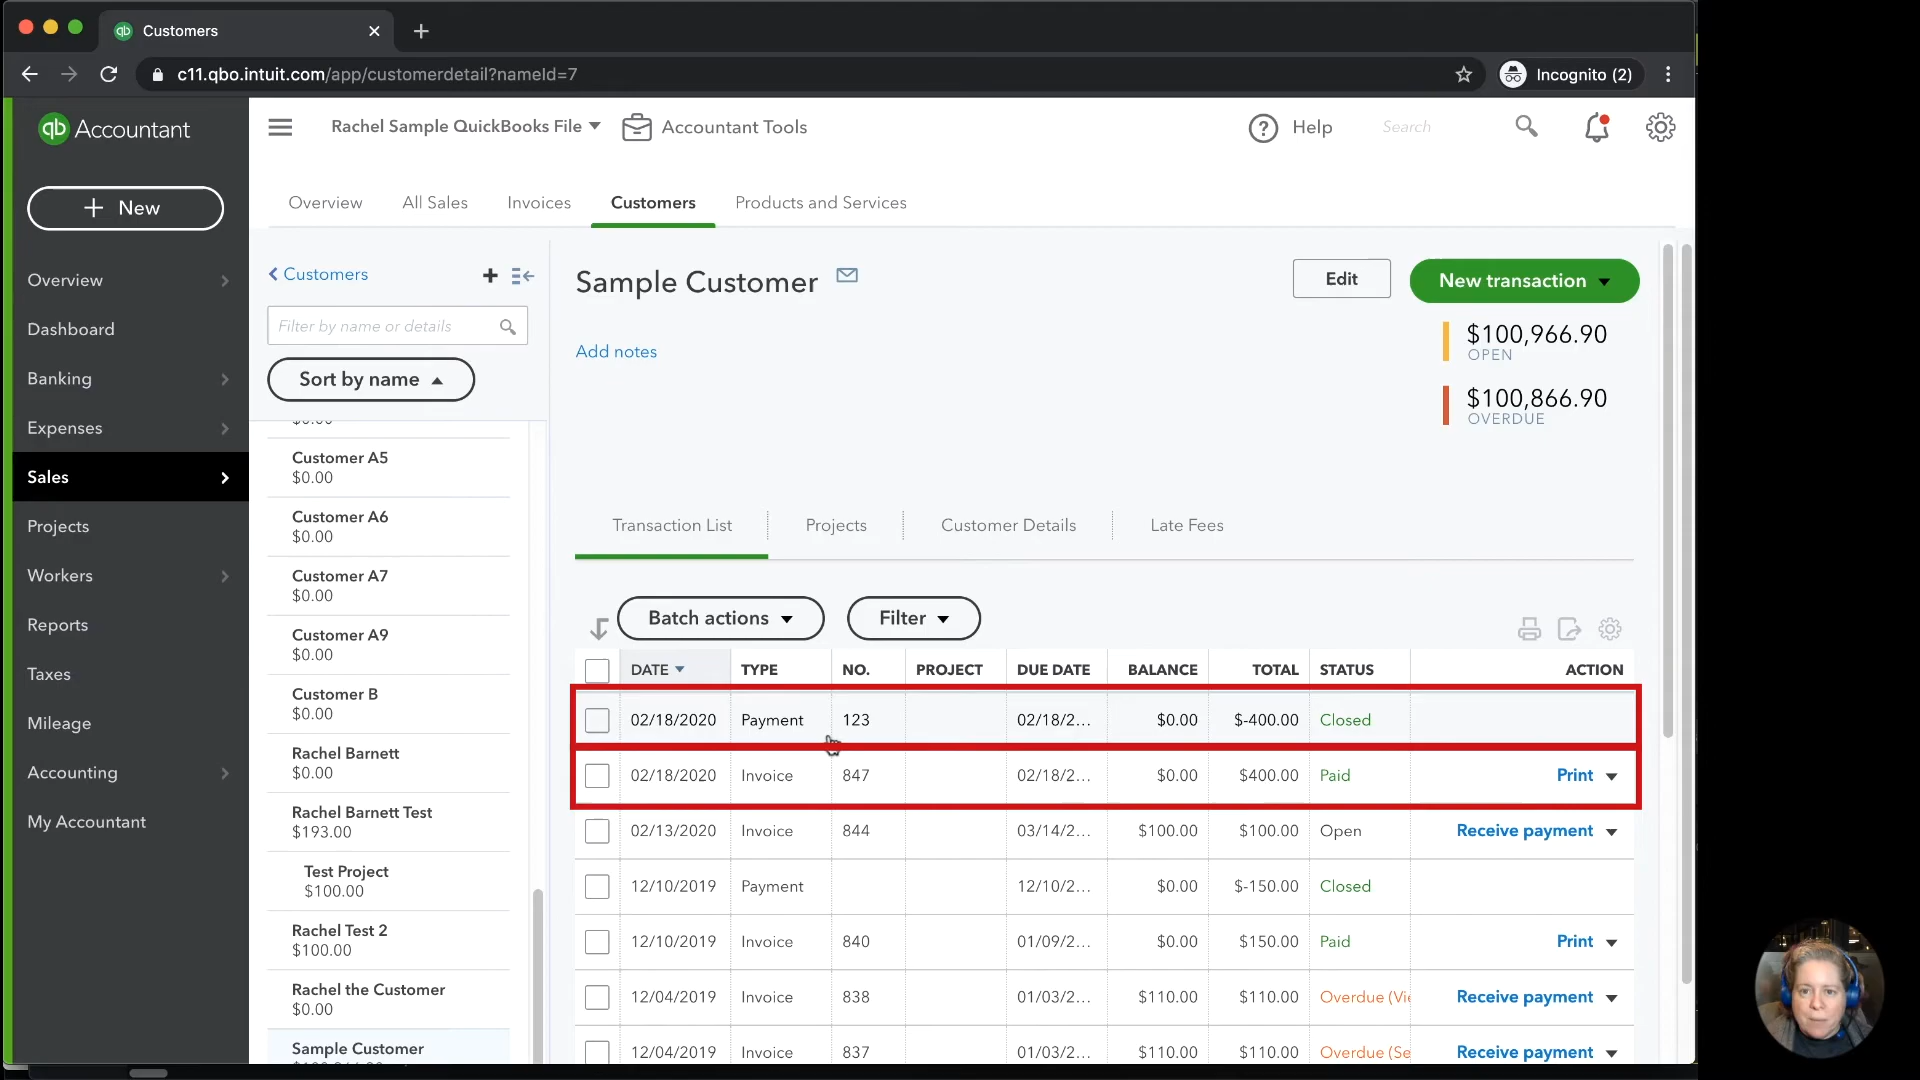 Customers
c11.qbo.intuit.com/app/customerdetail?nameId=7
Incognito (2)
qb Accountant
Rachel Sample QuickBooks File
Accountant Tools
Help
Search
+ New
Overview
Dashboard
Banking
Expenses
Sales
Projects
Workers
Reports
Taxes
Mileage
Accounting
My Accountant
Overview All Sales Invoices Customers Products and Services
Customers
Filter by name or details
Sort by name
Customer A5
$0.00
Customer A6
$0.00
Customer A7
$0.00
Customer A9
$0.00
Customer B
$0.00
Rachel Barnett
$0.00
Rachel Barnett Test
$193.00
Test Project
$100.00
Rachel Test 2
$100.00
Rachel the Customer
$0.00
Sample Customer
Sample Customer
Edit
New transaction
Add notes
$100,966.90
OPEN
$100,866.90
OVERDUE
Transaction List Projects Customer Details Late Fees
Batch actions Filter
DATE TYPE NO. PROJECT DUE DATE BALANCE TOTAL STATUS ACTION
02/18/2020 Payment 123 02/18/2... $0.00 $-400.00 Closed
02/18/2020 Invoice 847 02/18/2... $0.00 $400.00 Paid Print
02/13/2020 Invoice 844 03/14/2... $100.00 $100.00 Open Receive payment
12/10/2019 Payment 12/10/2... $0.00 $-150.00 Closed
12/10/2019 Invoice 840 01/09/2... $0.00 $150.00 Paid Print
12/04/2019 Invoice 838 01/03/2... $110.00 $110.00 Overdue (Vi Receive payment
12/04/2019 Invoice 837 01/03/2... $110.00 $110.00 Overdue (Se Receive payment